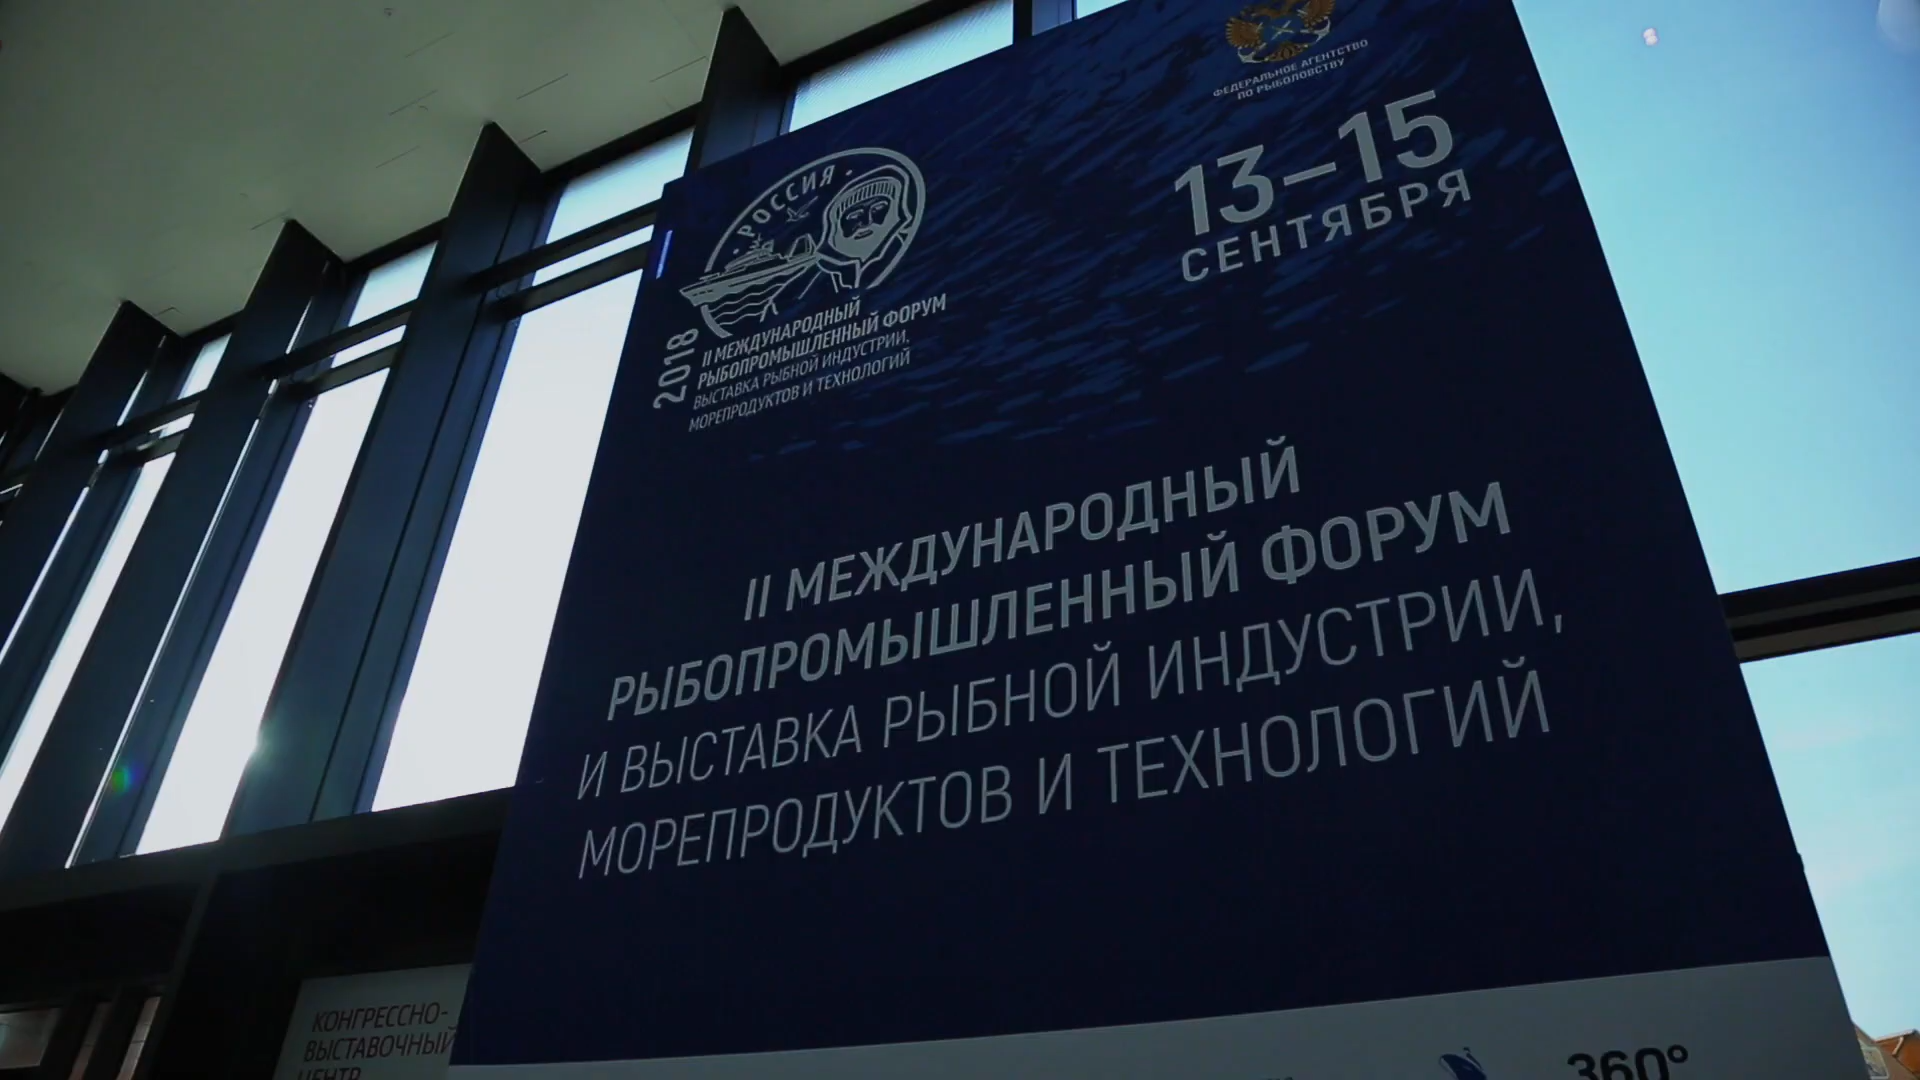 ФЕДЕРАЛЬНОЕ АГЕНТСТВО
ПО РЫБОЛОВСТВУ
13–15
СЕНТЯБРЯ
· РОССИЯ ·
2018
II МЕЖДУНАРОДНЫЙ
РЫБОПРОМЫШЛЕННЫЙ ФОРУМ
ВЫСТАВКА РЫБНОЙ ИНДУСТРИИ,
МОРЕПРОДУКТОВ И ТЕХНОЛОГИЙ
II МЕЖДУНАРОДНЫЙ
РЫБОПРОМЫШЛЕННЫЙ ФОРУМ
И ВЫСТАВКА РЫБНОЙ ИНДУСТРИИ,
МОРЕПРОДУКТОВ И ТЕХНОЛОГИЙ
КОНГРЕССНО-
ВЫСТАВОЧНЫЙ
ЦЕНТР
360°